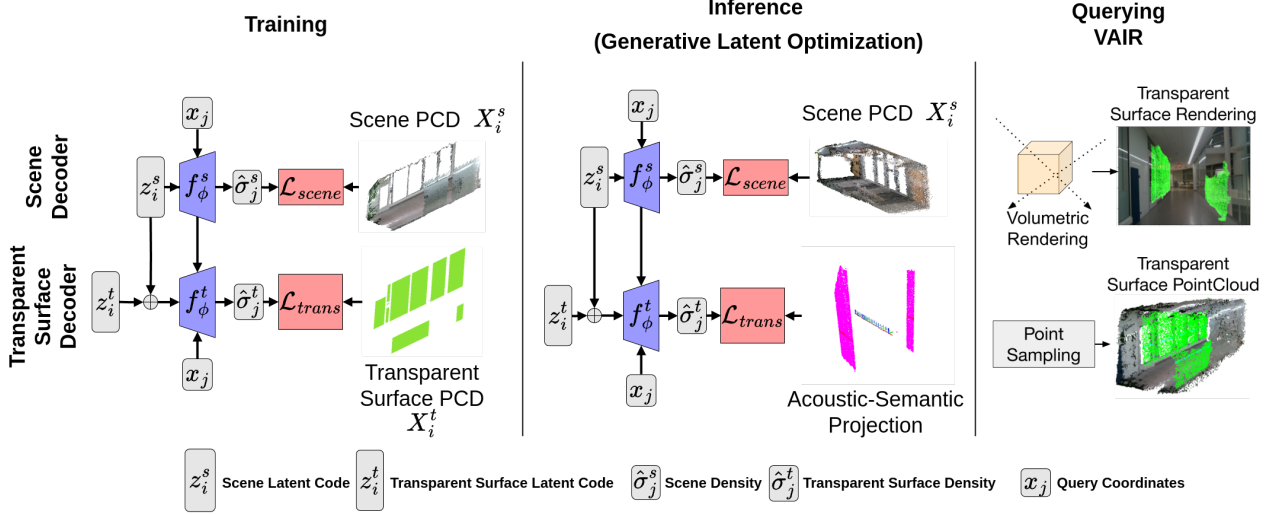 Training
Inference
(Generative Latent Optimization)
Querying
VAIR
Scene
Decoder
Transparent
Surface
Decoder
x_j
z_i^s
f_ϕ^s
σ̂_j^s
ℒ_scene
Scene PCD X_i^s
z_i^t
⊕
f_ϕ^t
σ̂_j^t
ℒ_trans
x_j
Transparent
Surface PCD
X_i^t
x_j
z_i^s
f_ϕ^s
σ̂_j^s
ℒ_scene
Scene PCD X_i^s
z_i^t
⊕
f_ϕ^t
σ̂_j^t
ℒ_trans
x_j
Acoustic-Semantic
Projection
Volumetric
Rendering
Transparent
Surface Rendering
Point
Sampling
Transparent
Surface PointCloud
z_i^s Scene Latent Code z_i^t Transparent Surface Latent Code σ̂_j^s Scene Density σ̂_j^t Transparent Surface Density x_j Query Coordinates